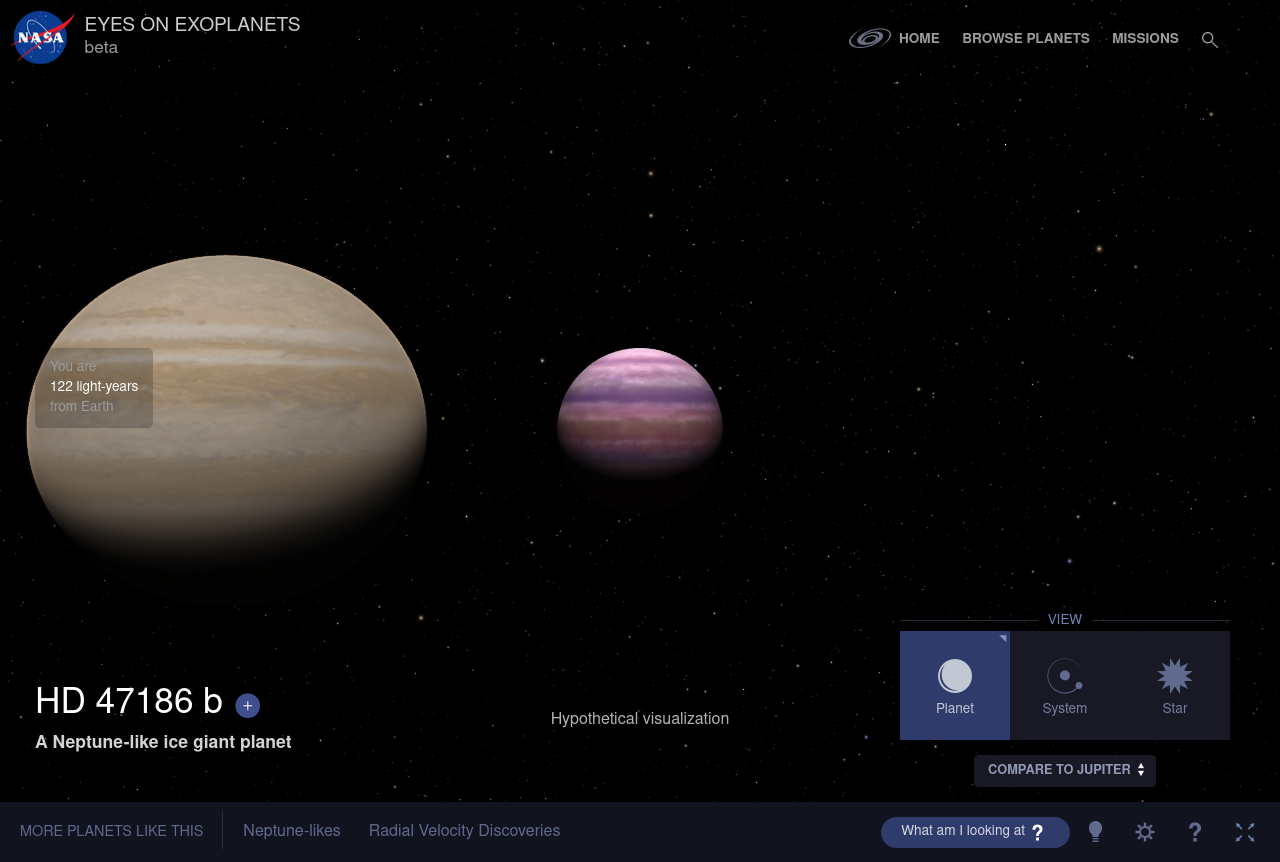 NASA
EYES ON EXOPLANETS
beta
HOME
BROWSE PLANETS
MISSIONS
You are
122 light-years
from Earth
HD 47186 b +
A Neptune-like ice giant planet
Hypothetical visualization
VIEW
Planet
System
Star
COMPARE TO JUPITER
MORE PLANETS LIKE THIS
Neptune-likes
Radial Velocity Discoveries
What am I looking at ?
?